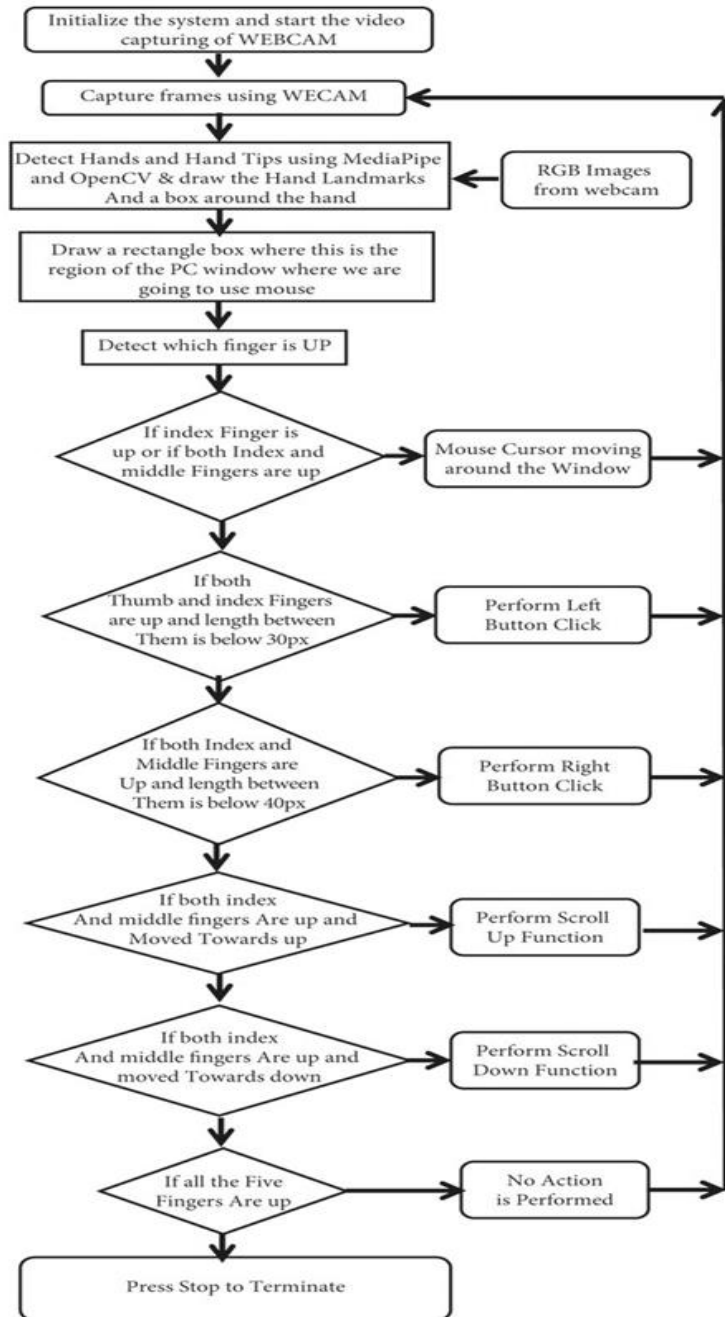 Initialize the system and start the video
capturing of WEBCAM
Capture frames using WECAM
Detect Hands and Hand Tips using MediaPipe
and OpenCV & draw the Hand Landmarks
And a box around the hand
RGB Images
from webcam
Draw a rectangle box where this is the
region of the PC window where we are
going to use mouse
Detect which finger is UP
If index Finger is
up or if both Index and
middle Fingers are up
Mouse Cursor moving
around the Window
If both
Thumb and index Fingers
are up and length between
Them is below 30px
Perform Left
Button Click
If both Index and
Middle Fingers are
Up and length between
Them is below 40px
Perform Right
Button Click
If both index
And middle fingers Are up and
Moved Towards up
Perform Scroll
Up Function
If both index
And middle fingers Are up and
moved Towards down
Perform Scroll
Down Function
If all the Five
Fingers Are up
No Action
is Performed
Press Stop to Terminate